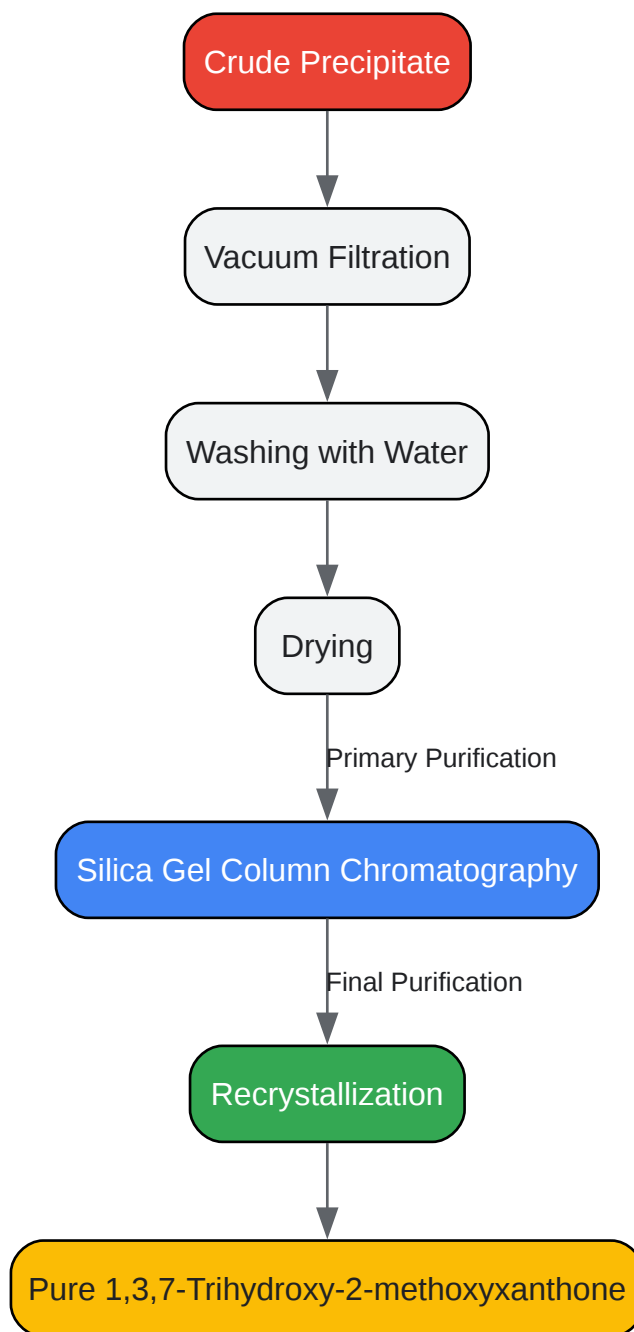 Crude Precipitate
Vacuum Filtration
Washing with Water
Drying
Primary Purification
Silica Gel Column Chromatography
Final Purification
Recrystallization
Pure 1,3,7-Trihydroxy-2-methoxyxanthone